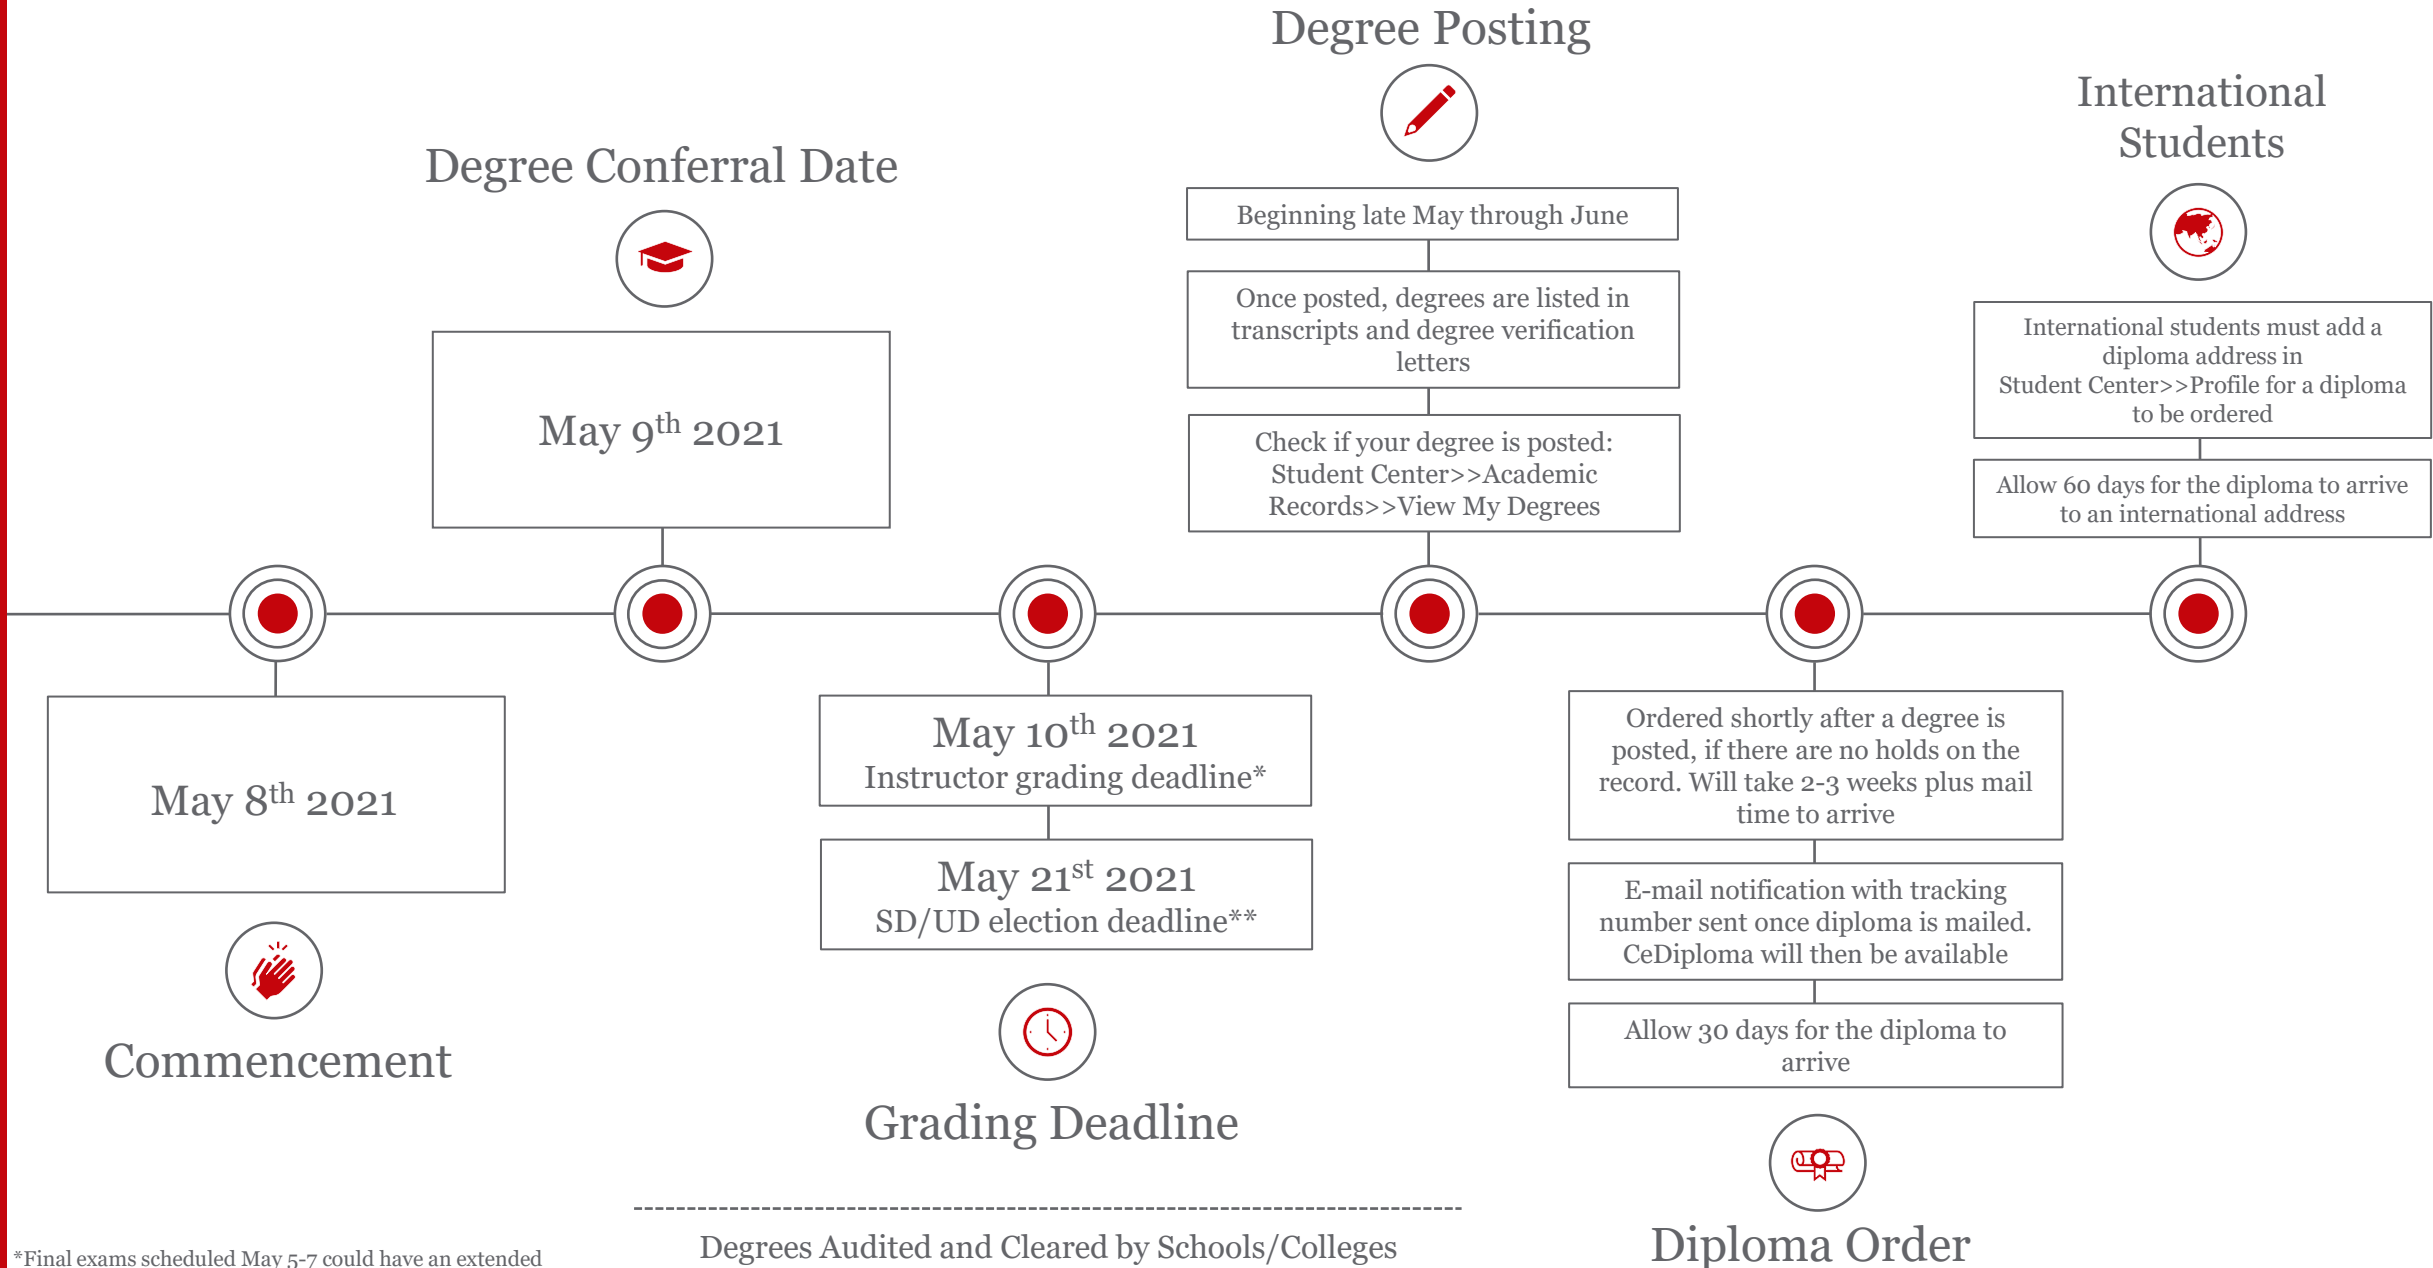 Commencement
May 8th 2021
Degree Conferral Date
May 9th 2021
May 10th 2021
Instructor grading deadline*
May 21st 2021
SD/UD election deadline**
Grading Deadline
Degrees Audited and Cleared by Schools/Colleges
Degree Posting
Beginning late May through June
Once posted, degrees are listed in
transcripts and degree verification
letters
Check if your degree is posted:
Student Center>>Academic
Records>>View My Degrees
Ordered shortly after a degree is
posted, if there are no holds on the
record. Will take 2-3 weeks plus mail
time to arrive
E-mail notification with tracking
number sent once diploma is mailed.
CeDiploma will then be available
Allow 30 days for the diploma to
arrive
Diploma Order
International
Students
International students must add a
diploma address in
Student Center>>Profile for a diploma
to be ordered
Allow 60 days for the diploma to arrive
to an international address
*Final exams scheduled May 5-7 could have an extended